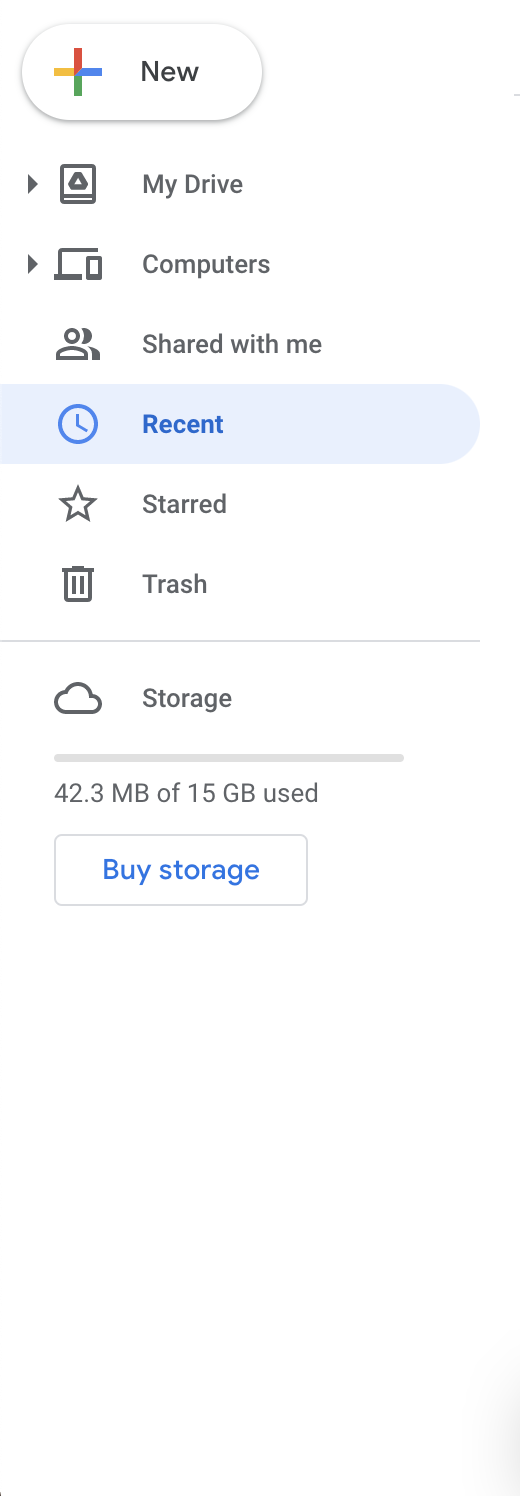 New
My Drive
Computers
Shared with me
Recent
Starred
Trash
Storage
42.3 MB of 15 GB used
Buy storage